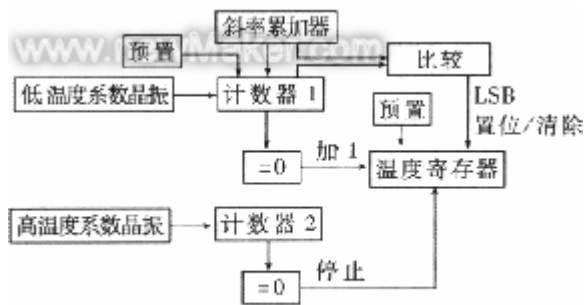 斜率累加器
预置
比较
低温度系数晶振
计数器 1
预置
LSB
置位/清除
=0
加 1
温度寄存器
高温度系数晶振
计数器 2
=0
停止